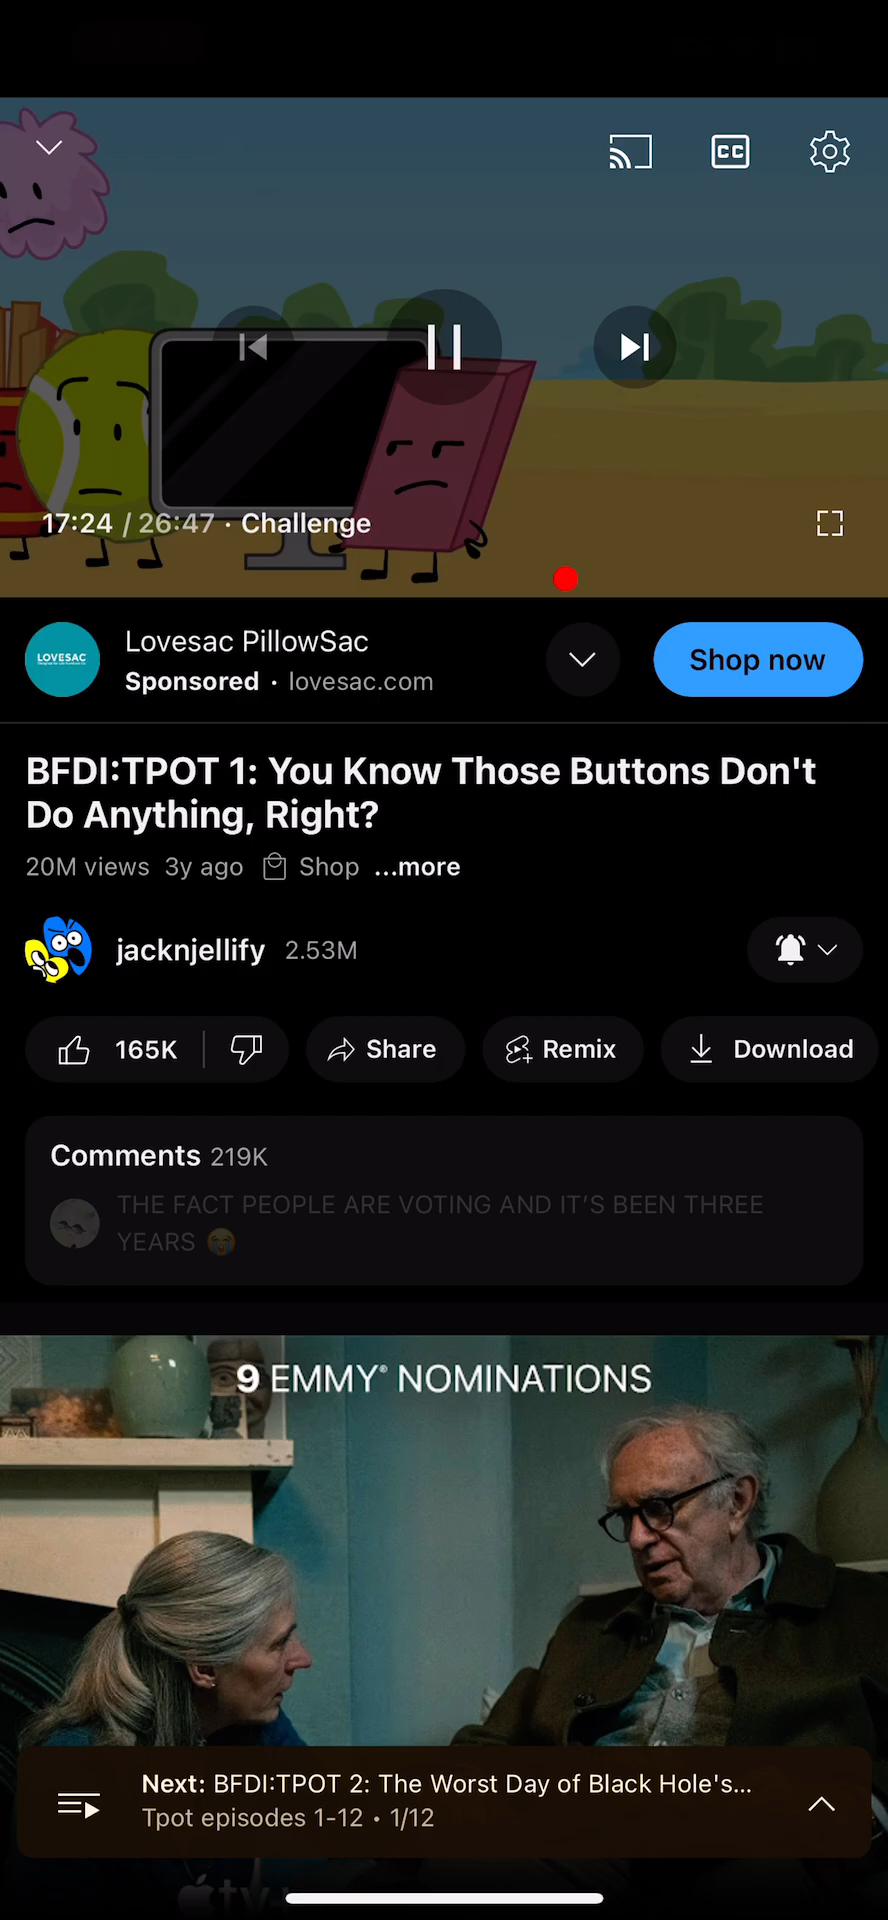 CC
17:24 / 26:47 · Challenge
LOVESAC
Lovesac PillowSac
Sponsored · lovesac.com
Shop now
BFDI:TPOT 1: You Know Those Buttons Don't
Do Anything, Right?
20M views 3y ago Shop ...more
jacknjellify 2.53M
165K Share Remix Download
Comments 219K
THE FACT PEOPLE ARE VOTING AND IT'S BEEN THREE
YEARS 😭
9 EMMY® NOMINATIONS
Next: BFDI:TPOT 2: The Worst Day of Black Hole's...
Tpot episodes 1-12 • 1/12
tv